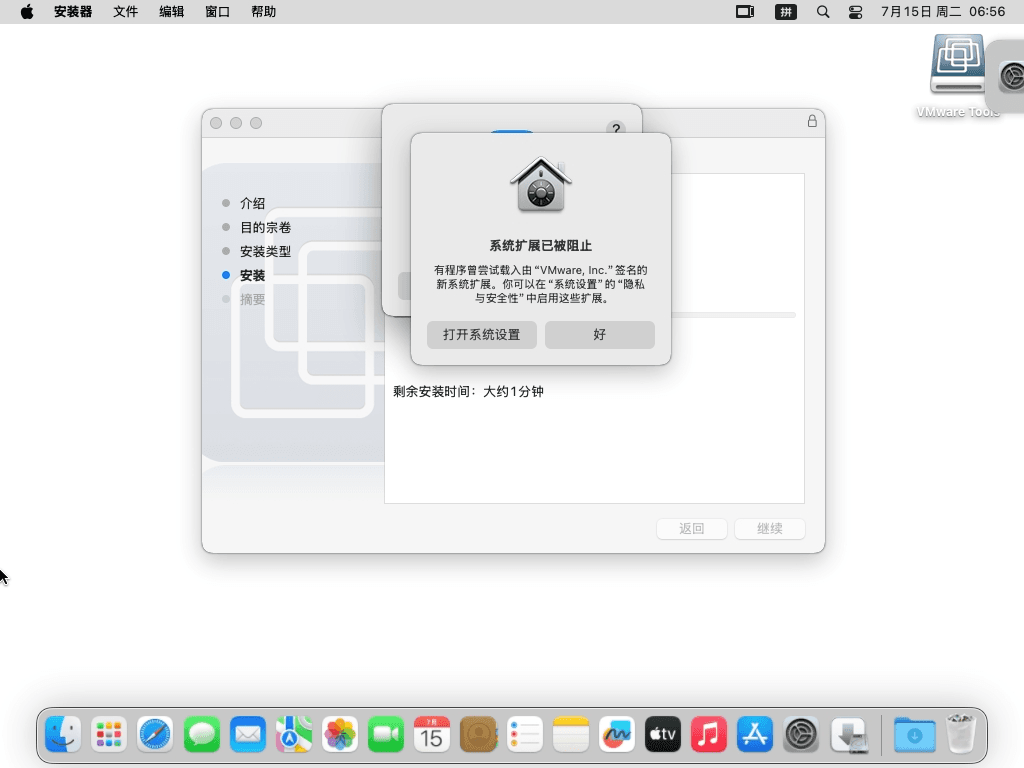 安装器 文件 编辑 窗口 帮助 拼 7月15日 周二 06:56
VMware Tools
?
介绍
目的宗卷
安装类型
安装
摘要
系统扩展已被阻止
有程序曾尝试载入由“VMware, Inc.”签名的
新系统扩展。你可以在“系统设置”的“隐私
与安全性”中启用这些扩展。
打开系统设置 好
剩余安装时间：大约1分钟
返回 继续
7月
15
tv